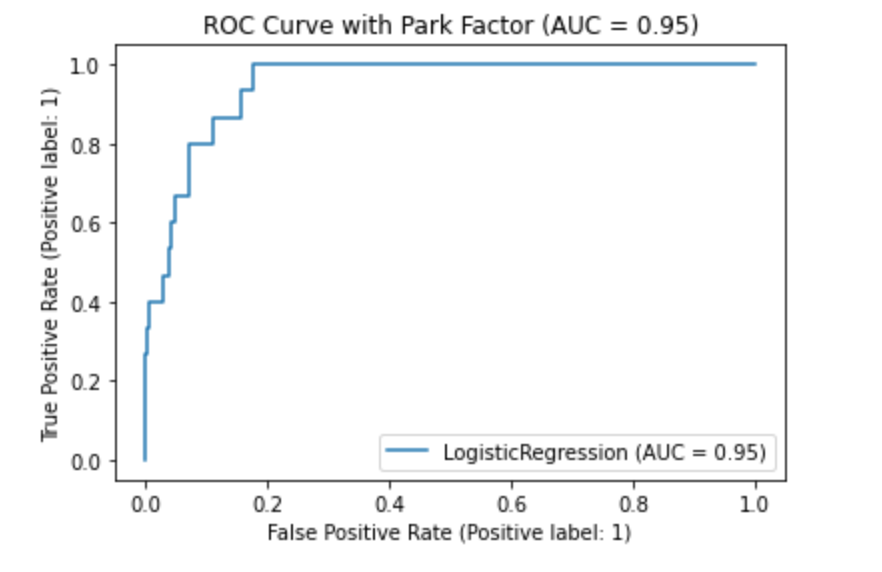 ROC Curve with Park Factor (AUC = 0.95)
True Positive Rate (Positive label: 1)
1.0
0.8
0.6
0.4
0.2
0.0
LogisticRegression (AUC = 0.95)
0.0 0.2 0.4 0.6 0.8 1.0
False Positive Rate (Positive label: 1)